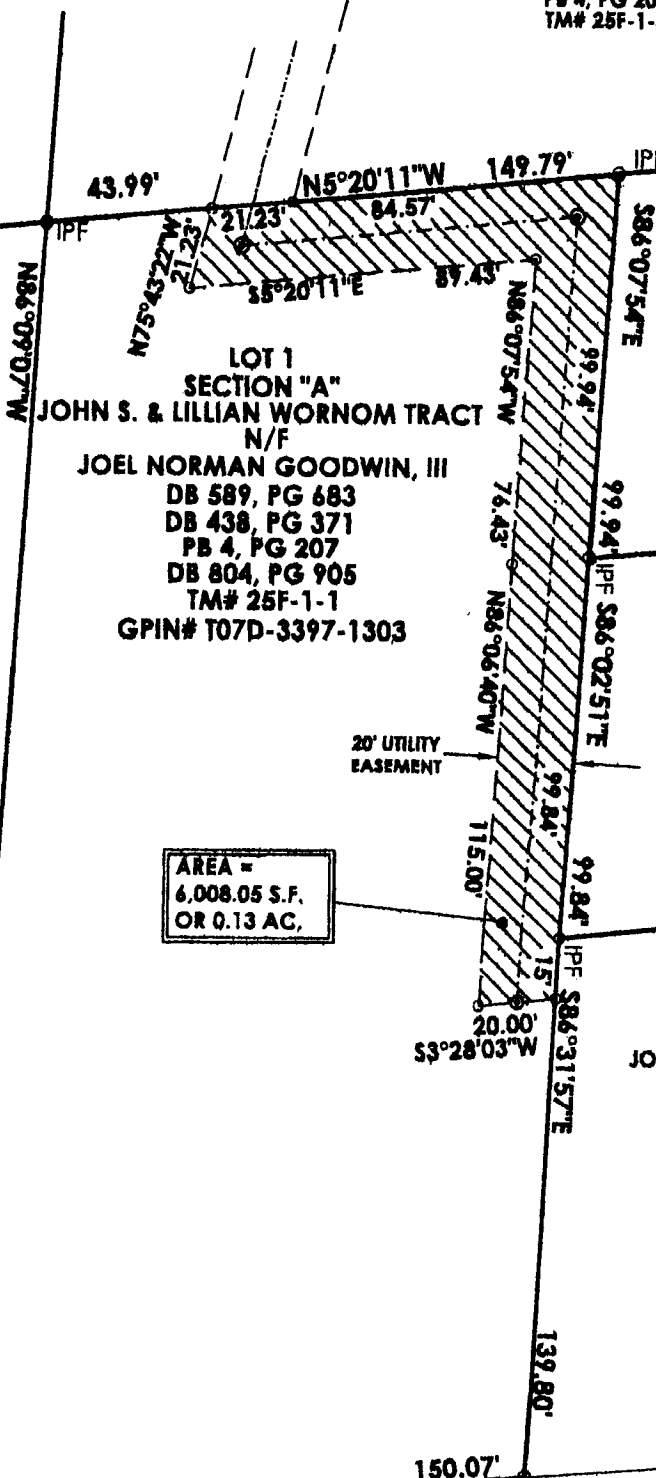 PB 4, PG 20
TM# 25F-1-
43.99'
N5°20'11"W
149.79'
IPF
IPF
21.23'
84.57'
N75°43'22"W
21.23'
S5°20'11"E
89.43'
S86°07'54"E
N86°09'07"W
N86°07'54"W
99.94'
LOT 1
SECTION "A"
JOHN S. & LILLIAN WORNOM TRACT
N/F
JOEL NORMAN GOODWIN, III
DB 589, PG 683
DB 438, PG 371
PB 4, PG 207
DB 804, PG 905
TM# 25F-1-1
GPIN# T07D-3397-1303
76.43'
99.94'
IPF
N86°06'40"W
S86°02'51"E
20' UTILITY
EASEMENT
99.84'
115.00'
99.84'
AREA =
6,008.05 S.F.
OR 0.13 AC,
IPF
15'
20.00'
S3°28'03"W
S86°31'57"E
JO
139.80'
150.07'